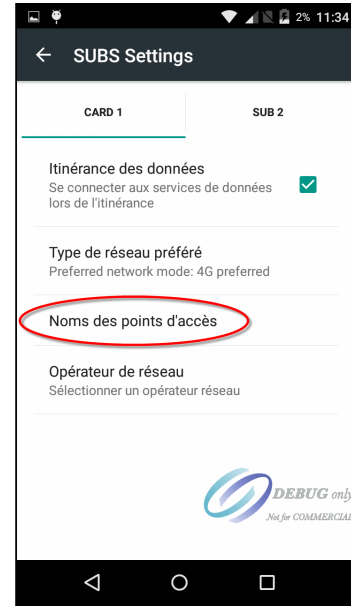 2% 11:34
SUBS Settings
CARD 1 SUB 2
Itinérance des données
Se connecter aux services de données
lors de l'itinérance
Type de réseau préféré
Preferred network mode: 4G preferred
Noms des points d'accès
Opérateur de réseau
Sélectionner un opérateur réseau
DEBUG only
Not for COMMERCIAL